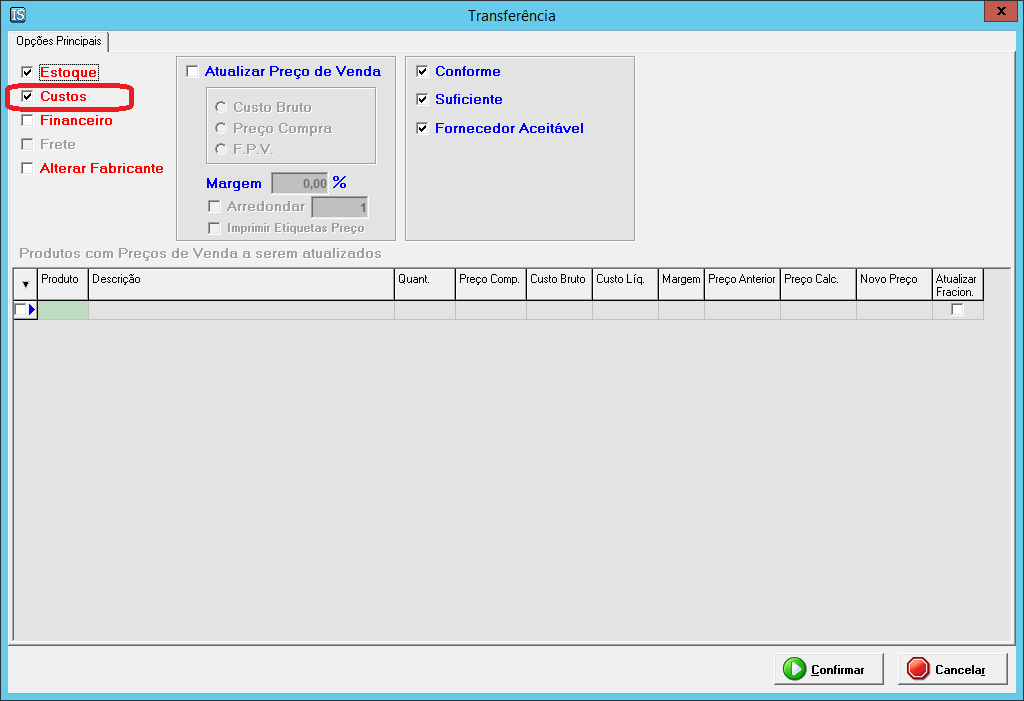 IS
Transferência
x
Opções Principais
Estoque
Custos
Financeiro
Frete
Alterar Fabricante
Atualizar Preço de Venda
Custo Bruto
Preço Compra
F.P.V.
Margem 0,00 %
Arredondar 1
Imprimir Etiquetas Preço
Conforme
Suficiente
Fornecedor Aceitável
Produtos com Preços de Venda a serem atualizados
Produto Descrição Quant. Preço Comp. Custo Bruto Custo Líq. Margem Preço Anterior Preço Calc. Novo Preço Atualizar
Fracion.
Confirmar Cancelar